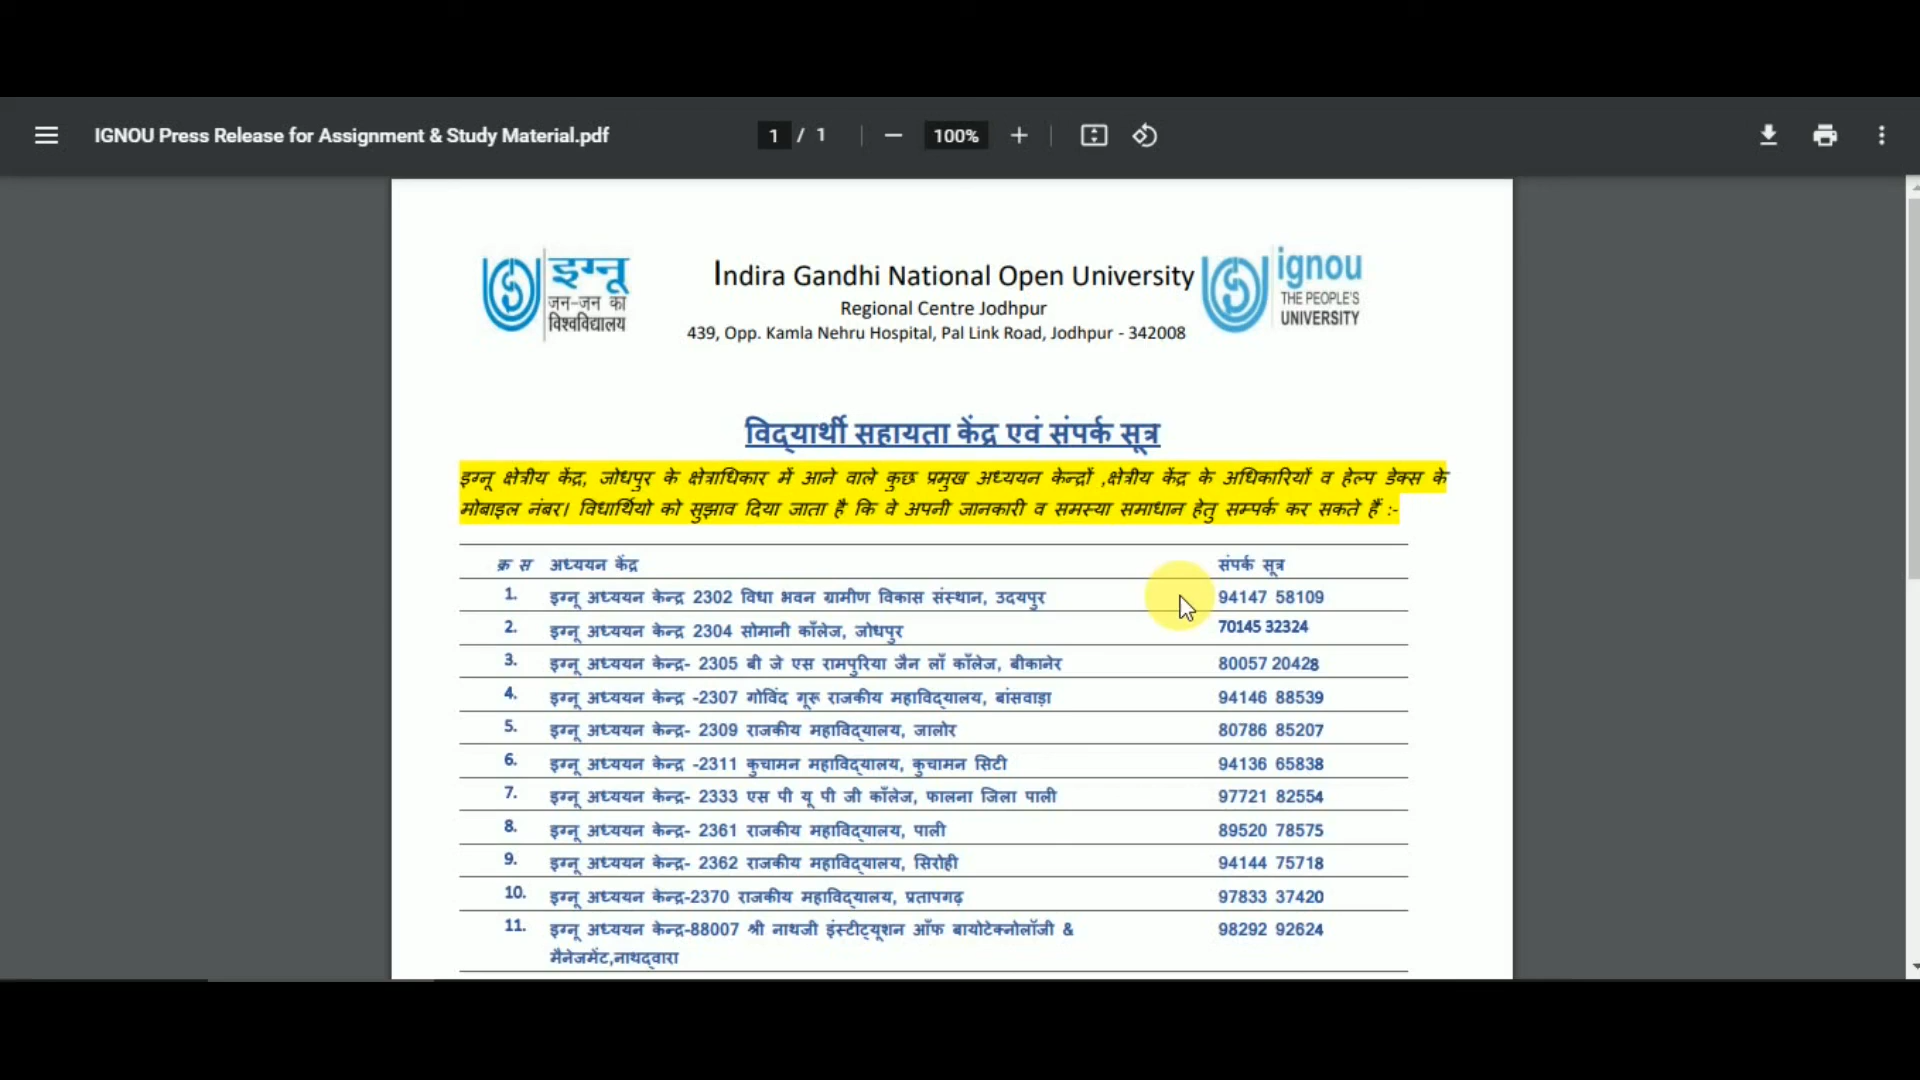 IGNOU Press Release for Assignment & Study Material.pdf
1 / 1
100%
इग्नू
जन-जन का
विश्वविद्यालय
Indira Gandhi National Open University
Regional Centre Jodhpur
439, Opp. Kamla Nehru Hospital, Pal Link Road, Jodhpur - 342008
ignou
THE PEOPLE'S
UNIVERSITY
विद्यार्थी सहायता केंद्र एवं संपर्क सूत्र
इग्नू क्षेत्रीय केंद्र, जोधपुर के क्षेत्राधिकार में आने वाले कुछ प्रमुख अध्ययन केन्द्रों ,क्षेत्रीय केंद्र के अधिकारियों व हेल्प डेक्स के
मोबाइल नंबर। विधार्थियो को सुझाव दिया जाता है कि वे अपनी जानकारी व समस्या समाधान हेतु सम्पर्क कर सकते हैं :-
क्र स अध्ययन केंद्र संपर्क सूत्र
1. इग्नू अध्ययन केन्द्र 2302 विधा भवन ग्रामीण विकास संस्थान, उदयपुर 94147 58109
2. इग्नू अध्ययन केन्द्र 2304 सोमानी कॉलेज, जोधपुर 70145 32324
3. इग्नू अध्ययन केन्द्र- 2305 बी जे एस रामपुरिया जैन लॉ कॉलेज, बीकानेर 80057 20428
4. इग्नू अध्ययन केन्द्र -2307 गोविंद गूरू राजकीय महाविद्यालय, बांसवाड़ा 94146 88539
5. इग्नू अध्ययन केन्द्र- 2309 राजकीय महाविद्यालय, जालोर 80786 85207
6. इग्नू अध्ययन केन्द्र -2311 कुचामन महाविद्यालय, कुचामन सिटी 94136 65838
7. इग्नू अध्ययन केन्द्र- 2333 एस पी यू पी जी कॉलेज, फालना जिला पाली 97721 82554
8. इग्नू अध्ययन केन्द्र- 2361 राजकीय महाविद्यालय, पाली 89520 78575
9. इग्नू अध्ययन केन्द्र- 2362 राजकीय महाविद्यालय, सिरोही 94144 75718
10. इग्नू अध्ययन केन्द्र-2370 राजकीय महाविद्यालय, प्रतापगढ़ 97833 37420
11. इग्नू अध्ययन केन्द्र-88007 श्री नाथजी इंस्टीट्यूशन ऑफ बायोटेक्नोलॉजी & 98292 92624
मैनेजमेंट,नाथद्वारा